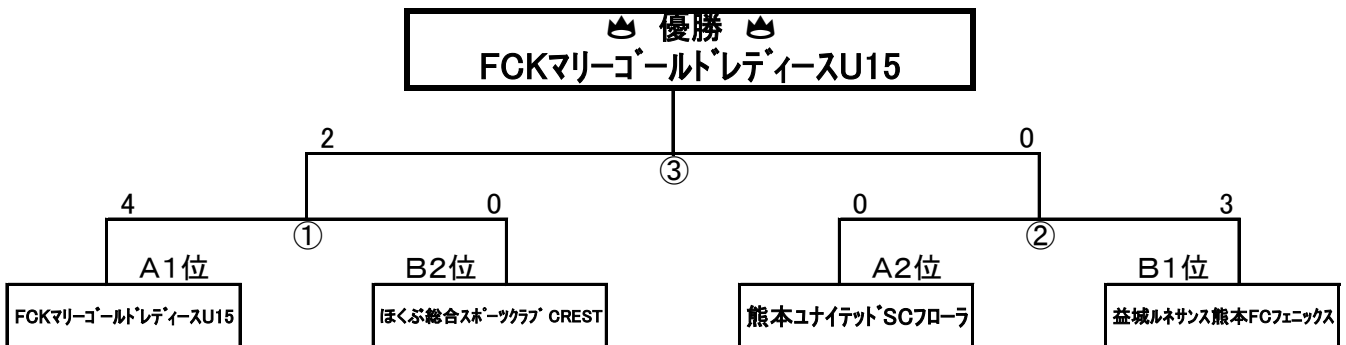 優勝
FCKマリーゴールドレディースU15
2 0
③
4 0 0 3
① ②
A1位 B2位 A2位 B1位
FCKマリーゴールドレディースU15 ほくぶ総合スポーツクラブ CREST 熊本ユナイテッドSCフローラ 益城ルネサンス熊本FCフェニックス